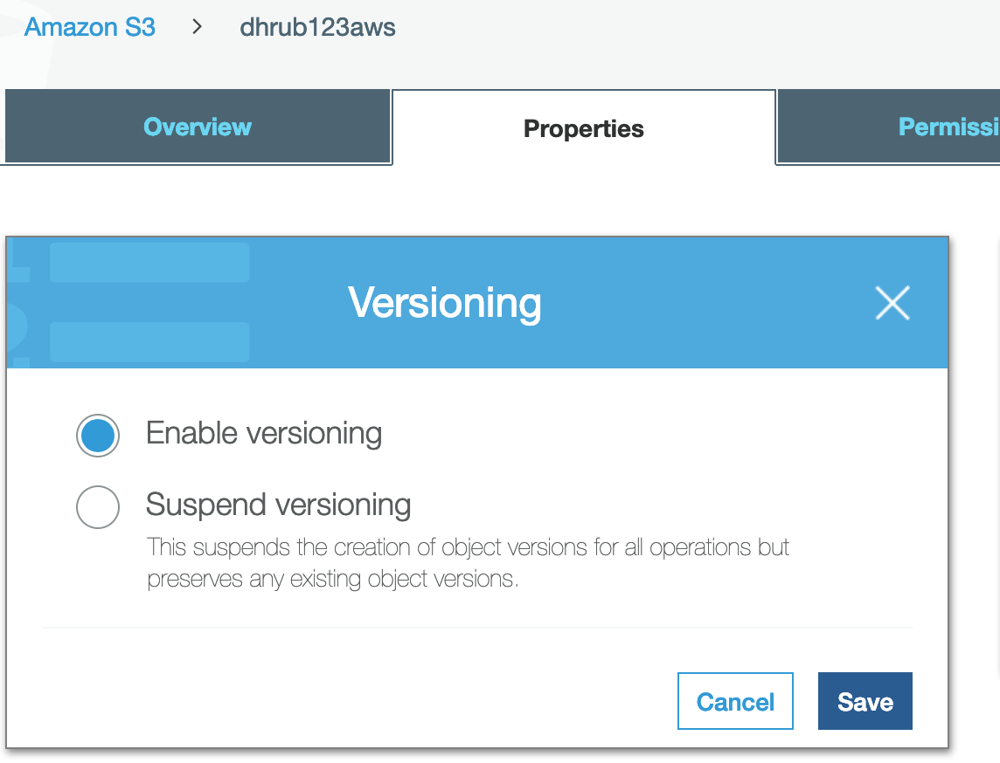 Amazon S3 > dhrub123aws
Overview Properties Permissi
Versioning
Enable versioning
Suspend versioning
This suspends the creation of object versions for all operations but
preserves any existing object versions.
Cancel Save